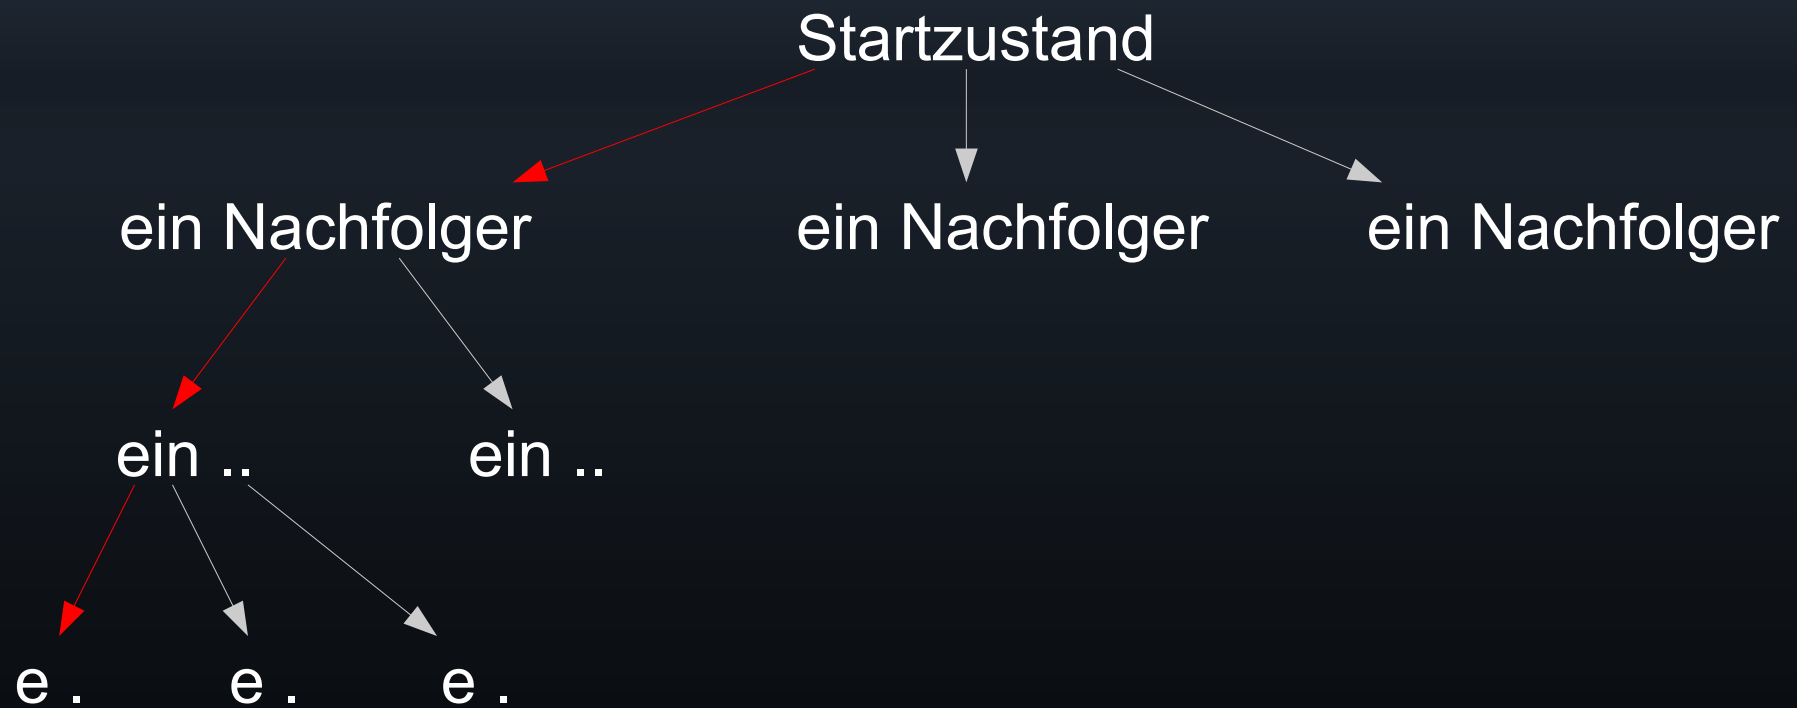 Startzustand
ein Nachfolger ein Nachfolger ein Nachfolger
ein .. ein ..
e . e . e .